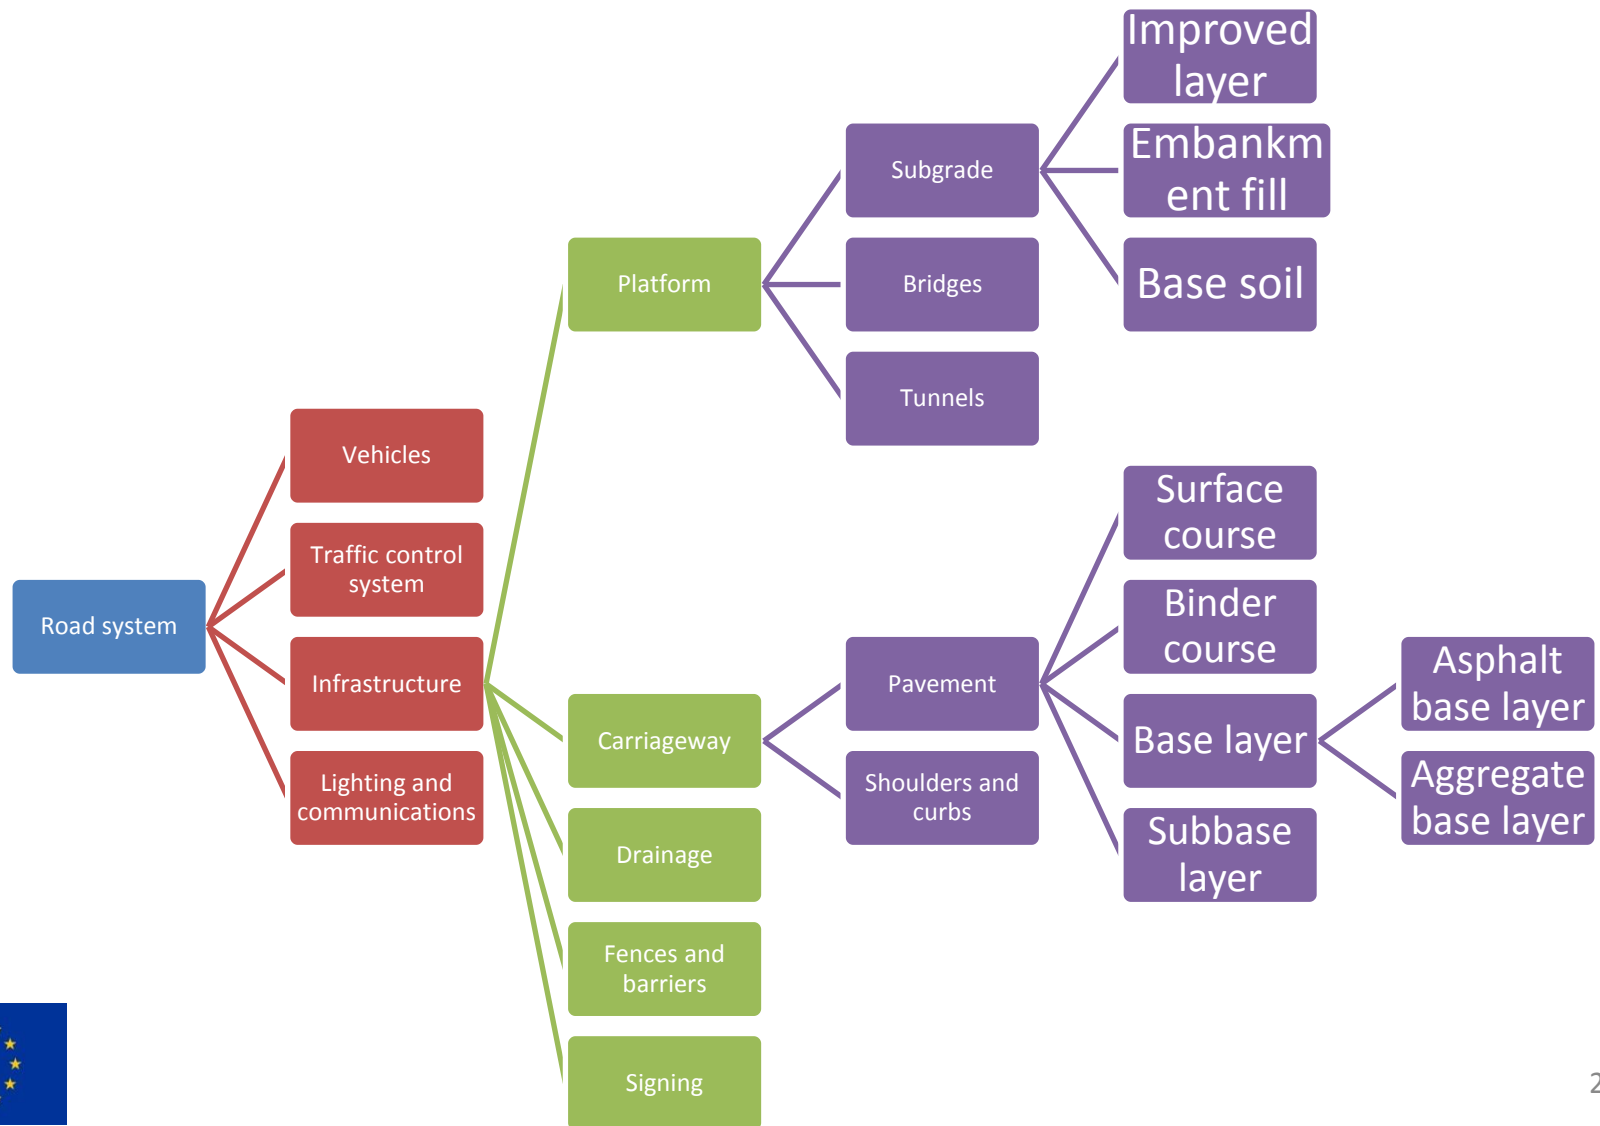 Improved
layer
Embankm
ent fill
Base soil
Subgrade
Bridges
Tunnels
Platform
Vehicles
Traffic control
system
Road system
Infrastructure
Lighting and
communications
Surface
course
Binder
course
Base layer
Subbase
layer
Asphalt
base layer
Aggregate
base layer
Pavement
Shoulders and
curbs
Carriageway
Drainage
Fences and
barriers
Signing
2